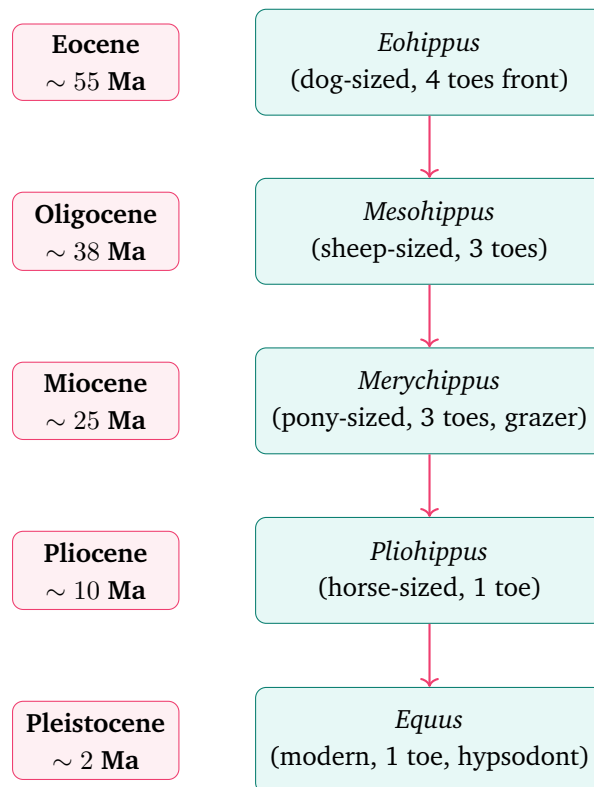 Eocene
∼ 55 Ma
Eohippus
(dog-sized, 4 toes front)
Oligocene
∼ 38 Ma
Mesohippus
(sheep-sized, 3 toes)
Miocene
∼ 25 Ma
Merychippus
(pony-sized, 3 toes, grazer)
Pliocene
∼ 10 Ma
Pliohippus
(horse-sized, 1 toe)
Pleistocene
∼ 2 Ma
Equus
(modern, 1 toe, hypsodont)